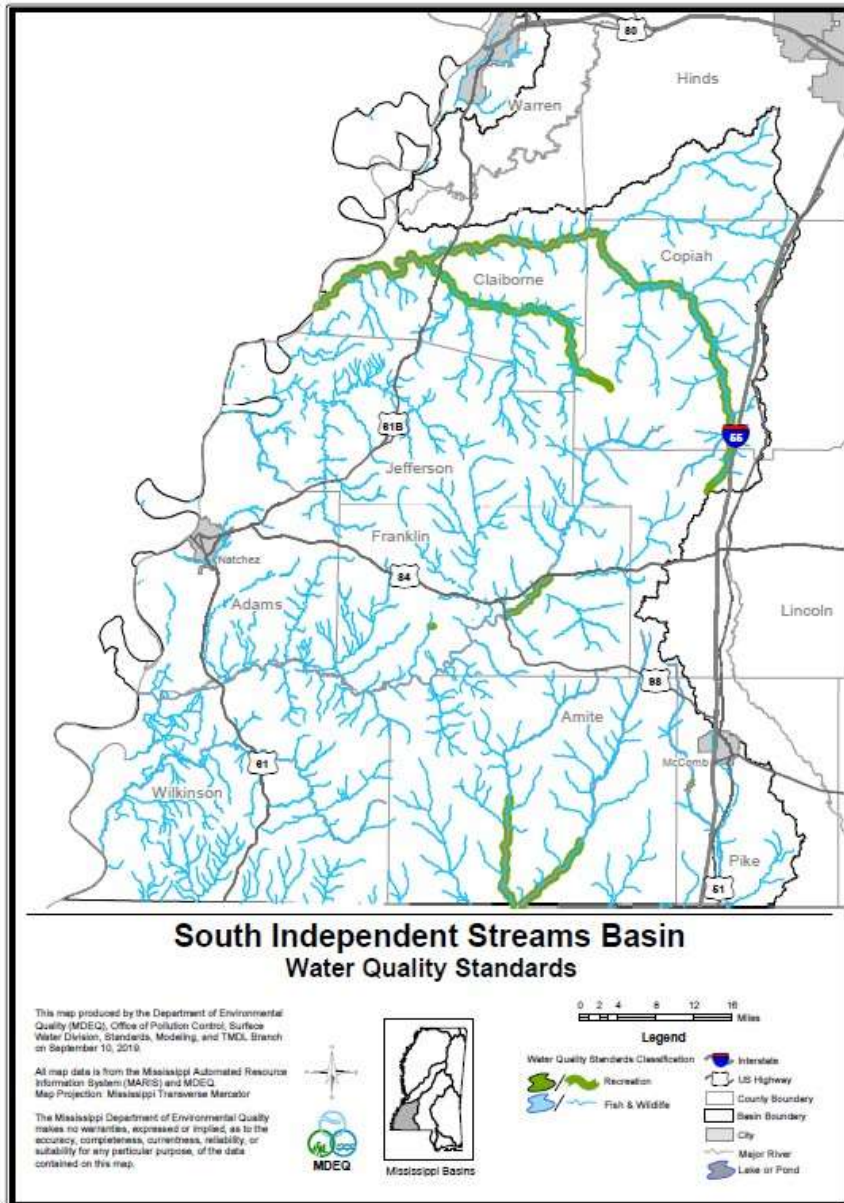 80
Hinds
Warren
Copiah
Claiborne
61B
55
Jefferson
Franklin
Natchez
84
Adams
Lincoln
98
Amite
McComb
61
Wilkinson
Pike
51
South Independent Streams Basin
Water Quality Standards
This map produced by the Department of Environmental
Quality (MDEQ), Office of Pollution Control, Surface
Water Division, Standards, Modeling, and TMDL Branch
on September 10, 2019.
All map data is from the Mississippi Automated Resource
Information System (MARIS) and MDEQ.
Map Projection: Mississippi Transverse Mercator
The Mississippi Department of Environmental Quality
makes no warranties, expressed or implied, as to the
accuracy, completeness, currentness, reliability, or
suitability for any particular purpose, of the data
contained on this map.
MDEQ
Mississippi Basins
0 2 4 8 12 16
Miles
Legend
Water Quality Standards Classification
Recreation
Fish & Wildlife
Interstate
US Highway
County Boundary
Basin Boundary
City
Major River
Lake or Pond